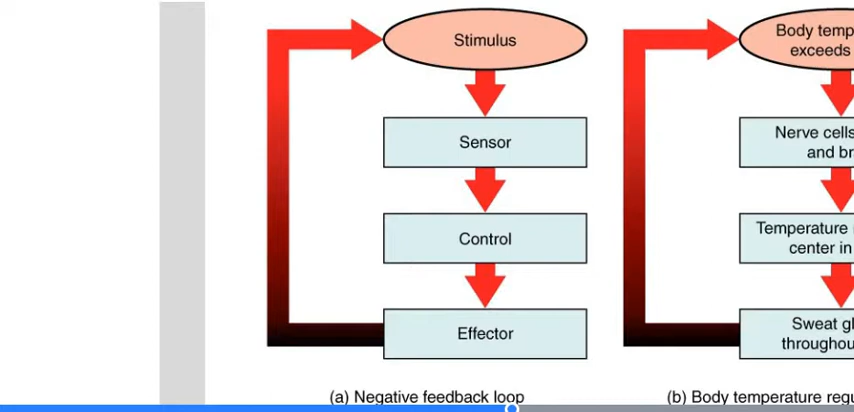 Stimulus
Sensor
Control
Effector
(a) Negative feedback loop
Body temp
exceeds
Nerve cells
and br
Temperature
center in
Sweat gl
throughout
(b) Body temperature regu